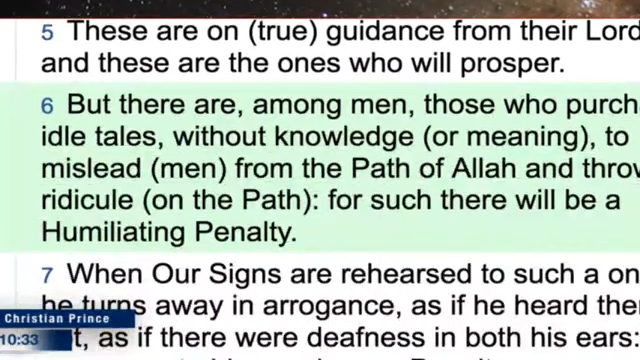 5 These are on (true) guidance from their Lord
and these are the ones who will prosper.
6 But there are, among men, those who purch
idle tales, without knowledge (or meaning), to
mislead (men) from the Path of Allah and throw
ridicule (on the Path): for such there will be a
Humiliating Penalty.
7 When Our Signs are rehearsed to such a on
he turns away in arrogance, as if he heard the
t, as if there were deafness in both his ears:
Christian Prince
10:33